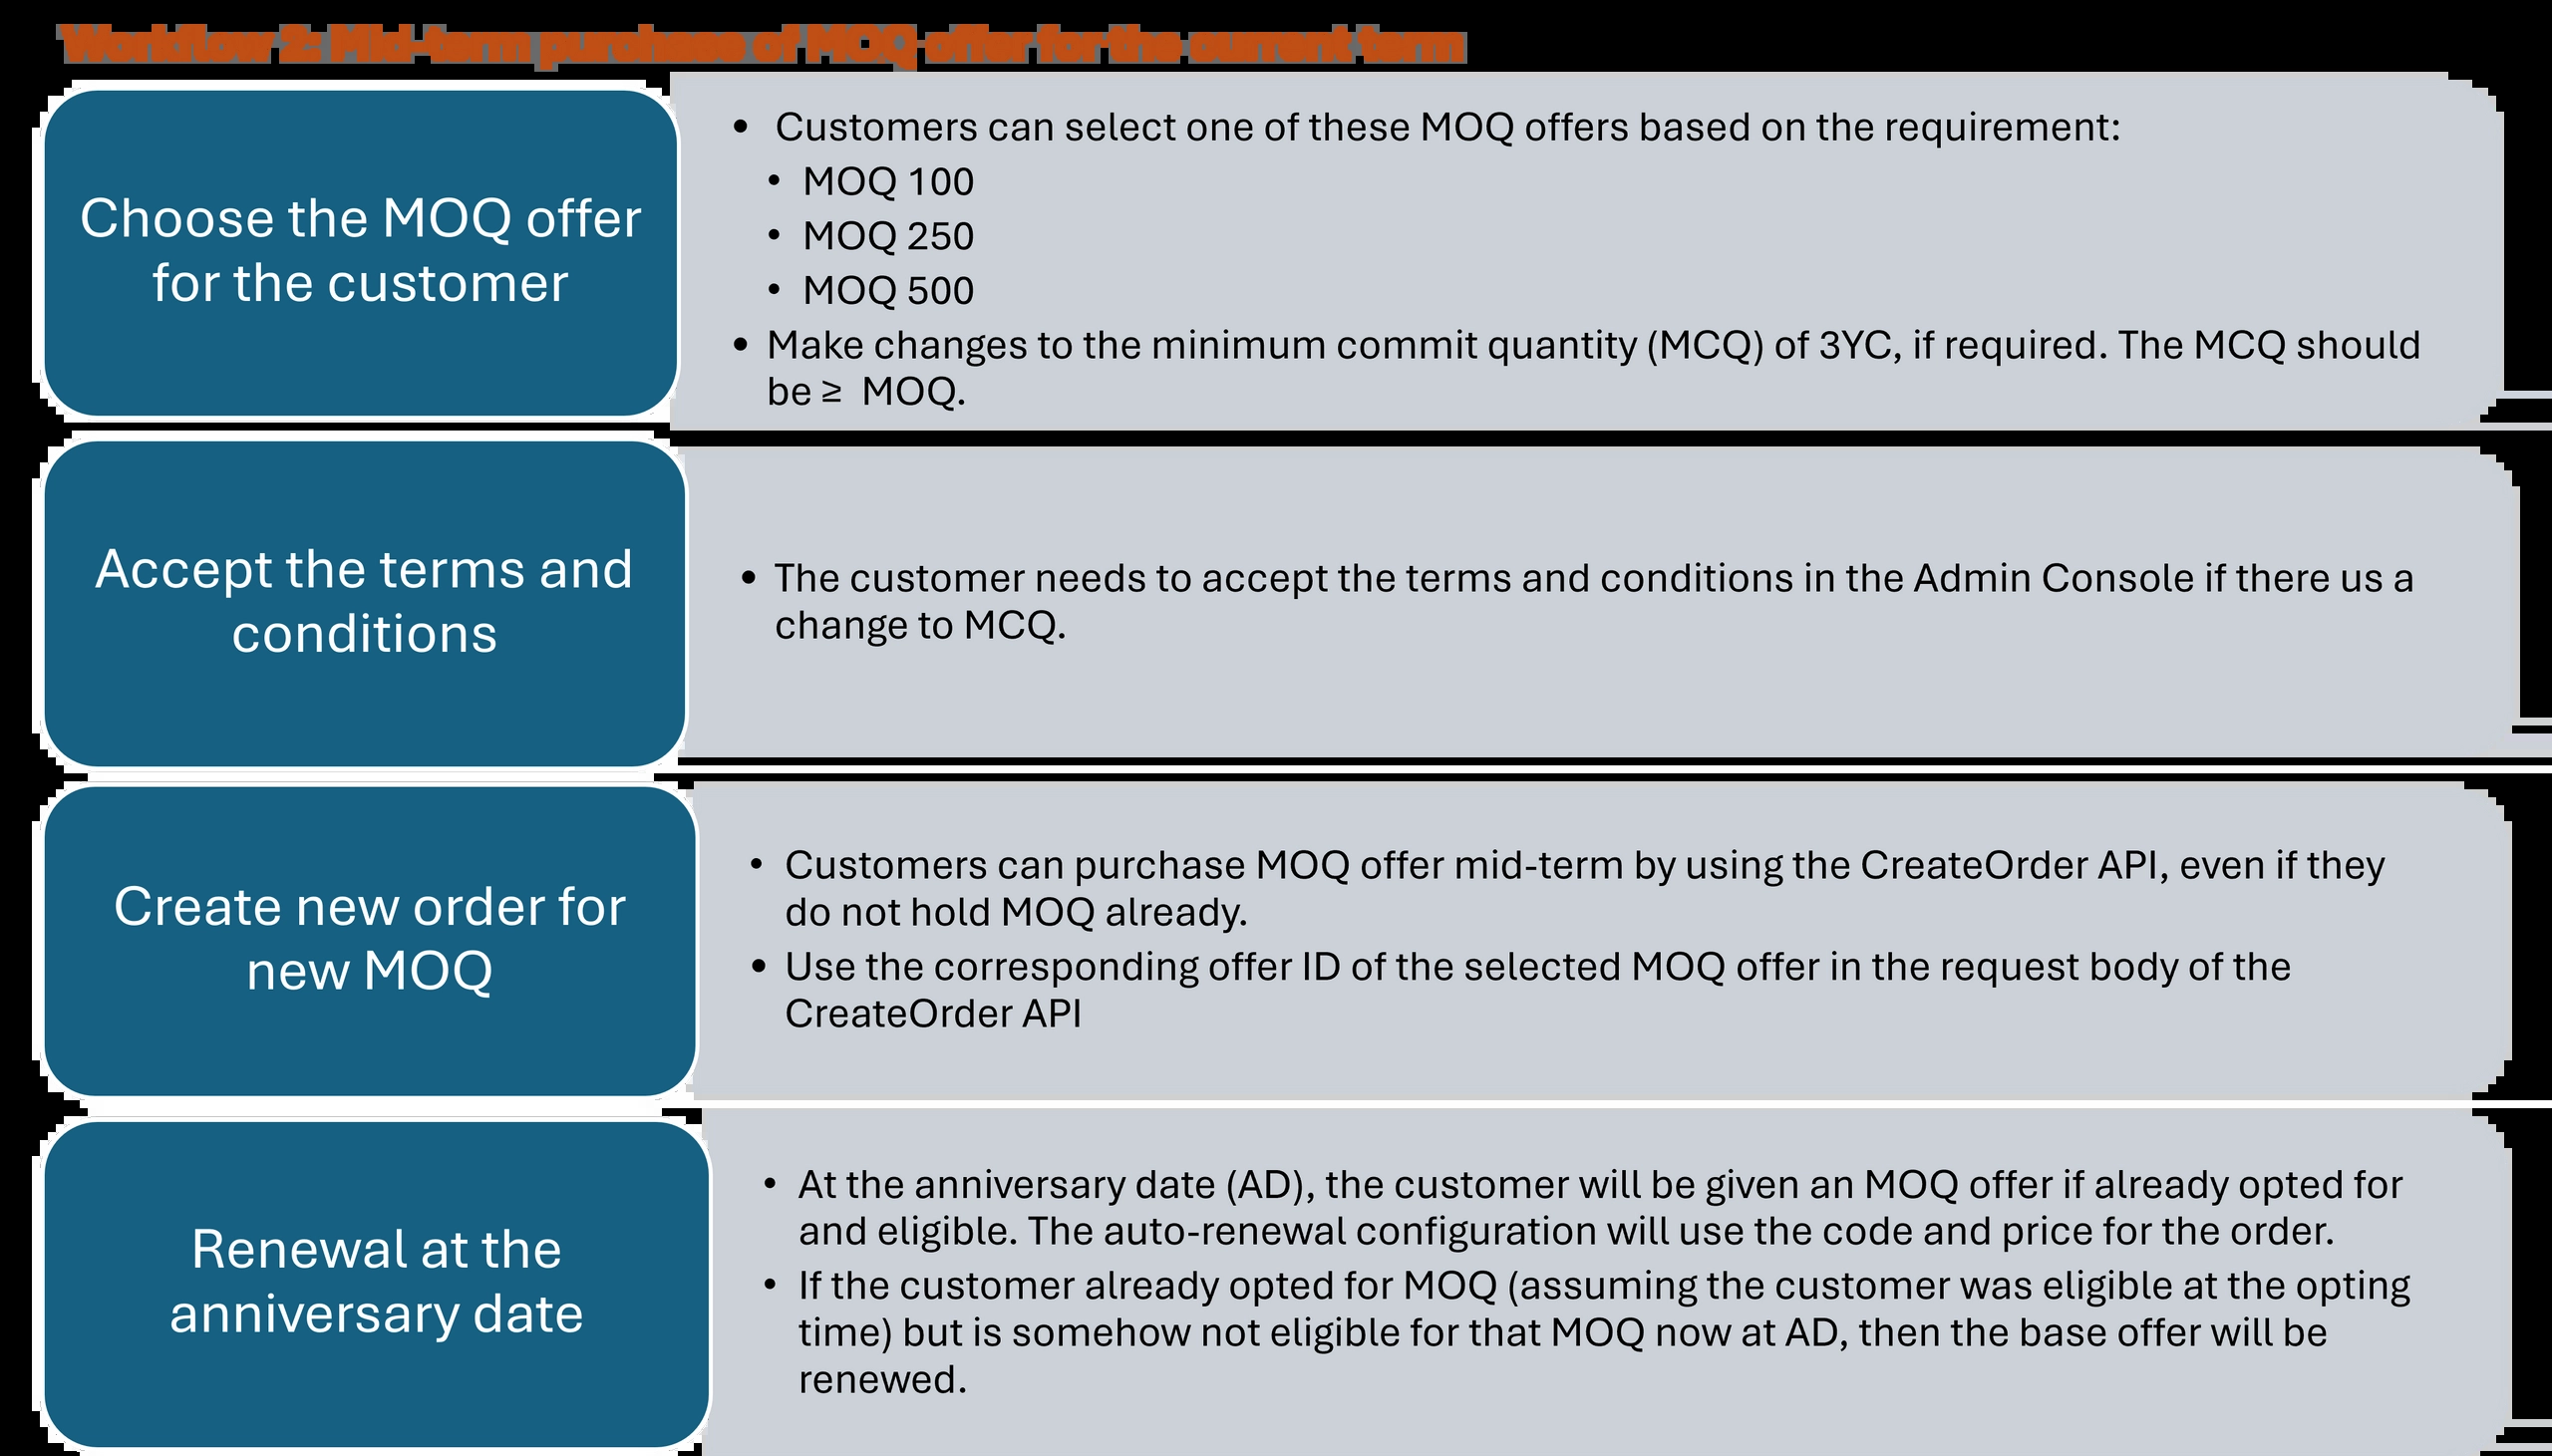 Workflow 2: Mid-term purchase of MOQ offer for the current term
Choose the MOQ offer
for the customer
• Customers can select one of these MOQ offers based on the requirement:
• MOQ 100
• MOQ 250
• MOQ 500
• Make changes to the minimum commit quantity (MCQ) of 3YC, if required. The MCQ should
be ≥ MOQ.
Accept the terms and
conditions
• The customer needs to accept the terms and conditions in the Admin Console if there us a
change to MCQ.
Create new order for
new MOQ
• Customers can purchase MOQ offer mid-term by using the CreateOrder API, even if they
do not hold MOQ already.
• Use the corresponding offer ID of the selected MOQ offer in the request body of the
CreateOrder API
Renewal at the
anniversary date
• At the anniversary date (AD), the customer will be given an MOQ offer if already opted for
and eligible. The auto-renewal configuration will use the code and price for the order.
• If the customer already opted for MOQ (assuming the customer was eligible at the opting
time) but is somehow not eligible for that MOQ now at AD, then the base offer will be
renewed.